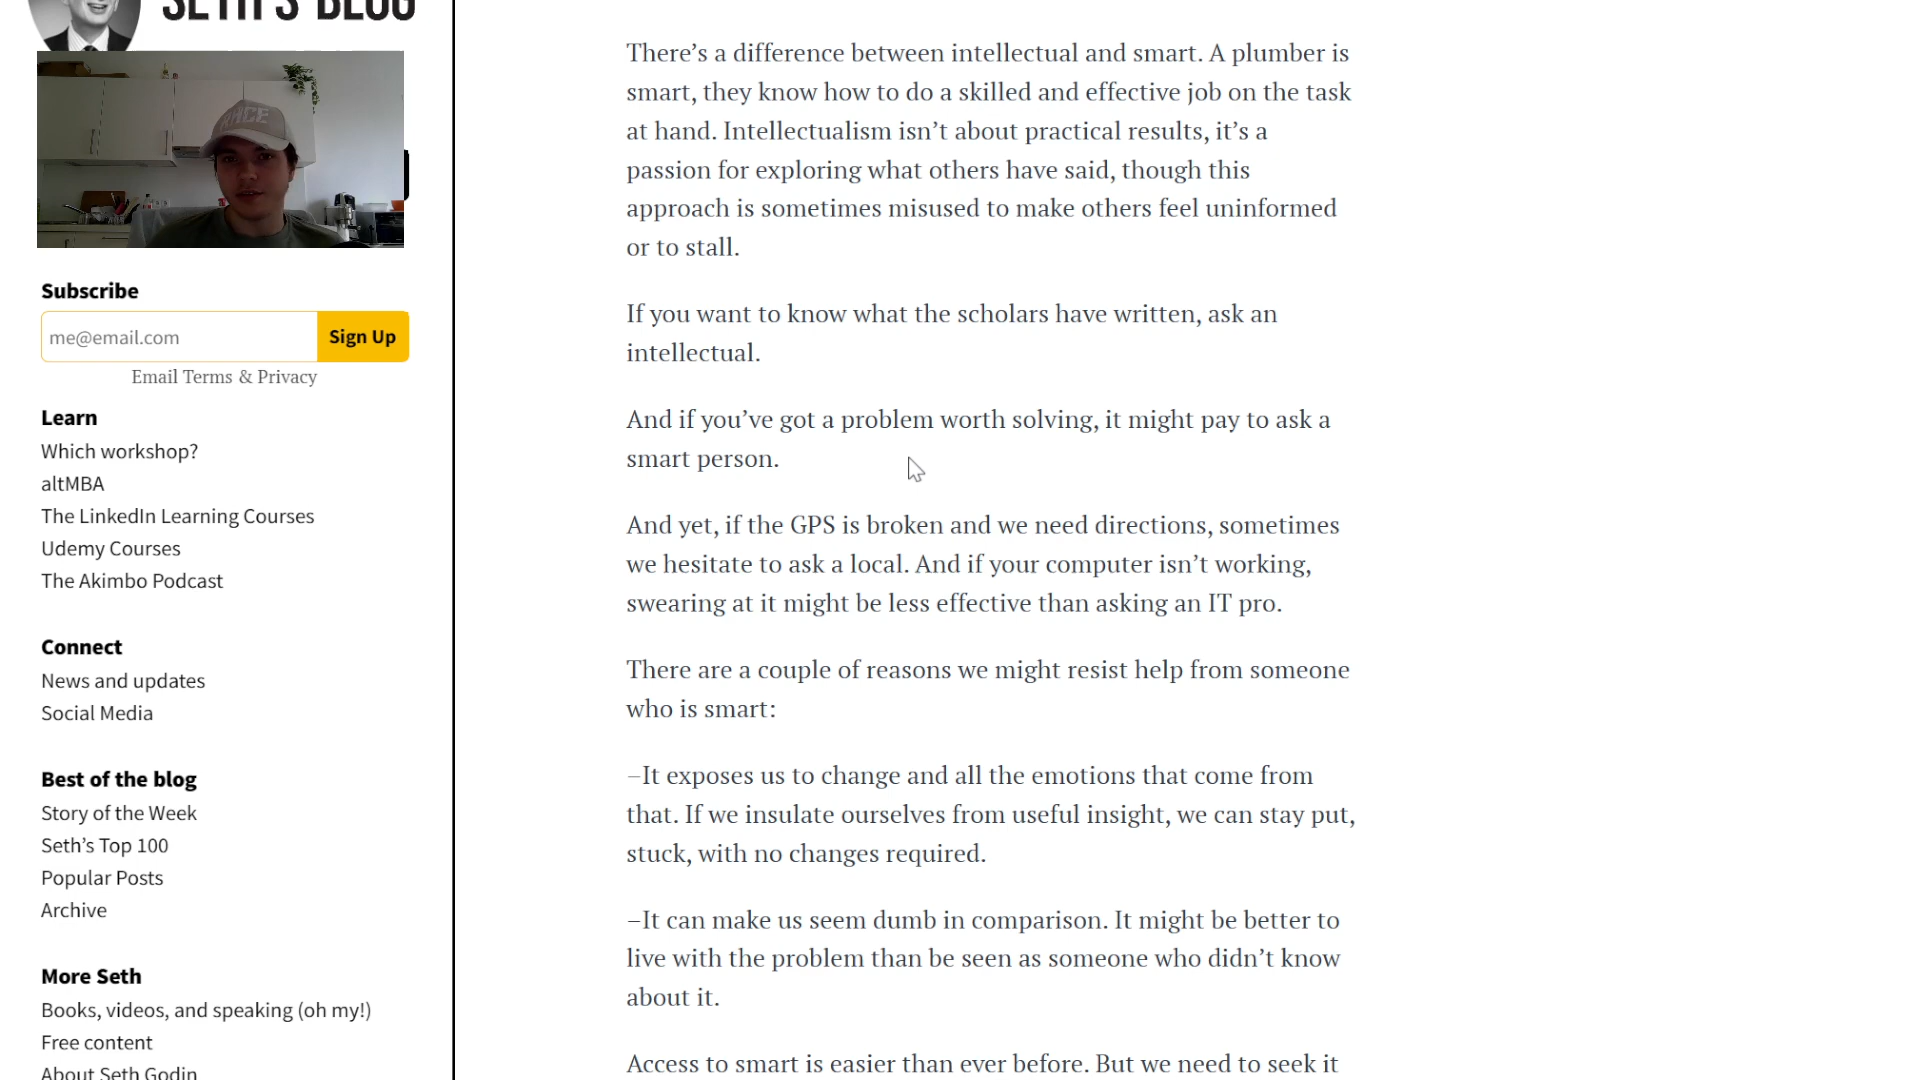 SETH'S BLOG
RACE
Subscribe
me@email.com
Sign Up
Email Terms & Privacy
Learn
Which workshop?
altMBA
The LinkedIn Learning Courses
Udemy Courses
The Akimbo Podcast
Connect
News and updates
Social Media
Best of the blog
Story of the Week
Seth’s Top 100
Popular Posts
Archive
More Seth
Books, videos, and speaking (oh my!)
Free content
About Seth Godin
There’s a difference between intellectual and smart. A plumber is
smart, they know how to do a skilled and effective job on the task
at hand. Intellectualism isn’t about practical results, it’s a
passion for exploring what others have said, though this
approach is sometimes misused to make others feel uninformed
or to stall.
If you want to know what the scholars have written, ask an
intellectual.
And if you’ve got a problem worth solving, it might pay to ask a
smart person.
And yet, if the GPS is broken and we need directions, sometimes
we hesitate to ask a local. And if your computer isn’t working,
swearing at it might be less effective than asking an IT pro.
There are a couple of reasons we might resist help from someone
who is smart:
–It exposes us to change and all the emotions that come from
that. If we insulate ourselves from useful insight, we can stay put,
stuck, with no changes required.
–It can make us seem dumb in comparison. It might be better to
live with the problem than be seen as someone who didn’t know
about it.
Access to smart is easier than ever before. But we need to seek it